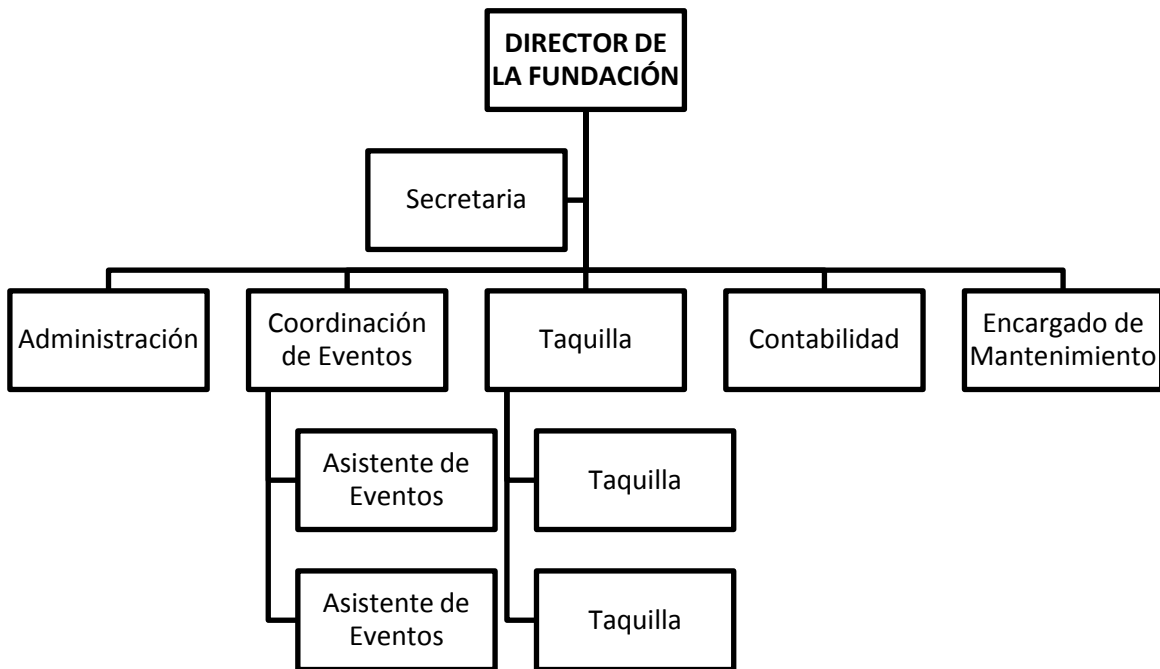 DIRECTOR DE
LA FUNDACIÓN
Secretaria
Administración
Coordinación
de Eventos
Taquilla
Contabilidad
Encargado de
Mantenimiento
Asistente de
Eventos
Taquilla
Asistente de
Eventos
Taquilla